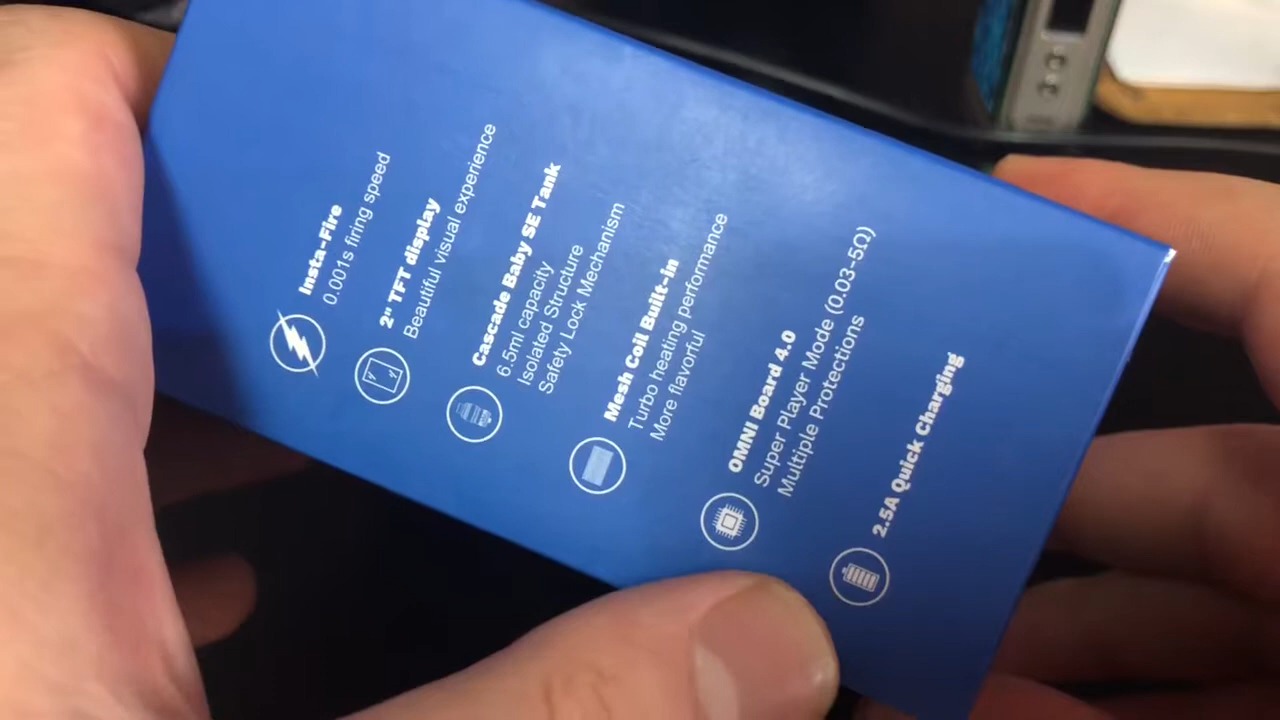 Insta-Fire
0.001s firing speed
2" TFT display
Beautiful visual experience
Cascade Baby SE Tank
6.5ml capacity
Isolated Structure
Safety Lock Mechanism
Mesh Coil Built-in
Turbo heating performance
More flavorful
OMNI Board 4.0
Super Player Mode (0.03-5Ω)
Multiple Protections
2.5A Quick Charging